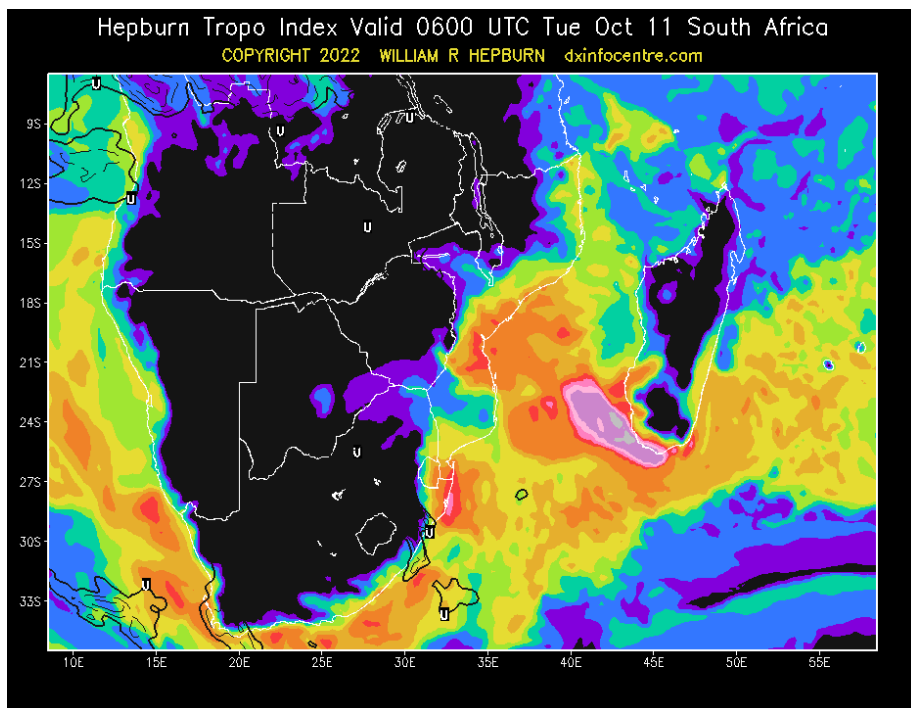 Hepburn Tropo Index Valid 0600 UTC Tue Oct 11 South Africa
COPYRIGHT 2022 WILLIAM R HEPBURN dxinfocentre.com
U
U
9S
U
12S
U
U
15S
18S
21S
24S
U
27S
30S
U
U
33S
U
10E 15E 20E 25E 30E 35E 40E 45E 50E 55E